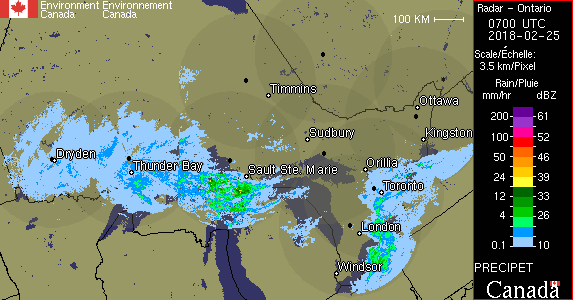 Environment Environnement
Canada Canada
Radar - Ontario
0700 UTC
2018-02-25
100 KM
Scale/Échelle:
3.5 km/Pixel
Rain/Pluie
mm/hr dBZ
200 61
100 52
50 46
24 39
12 33
4 26
0.1 10
Timmins
Ottawa
Sudbury
Kingston
Dryden
Thunder Bay
Sault Ste. Marie
Orillia
Toronto
London
Windsor
PRECIPET
Canada